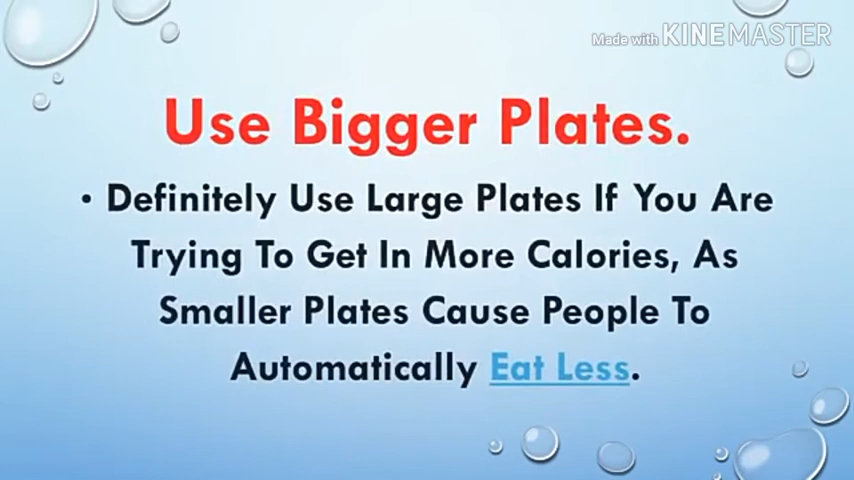 Made with KINEMASTER
Use Bigger Plates.
• Definitely Use Large Plates If You Are
Trying To Get In More Calories, As
Smaller Plates Cause People To
Automatically Eat Less.